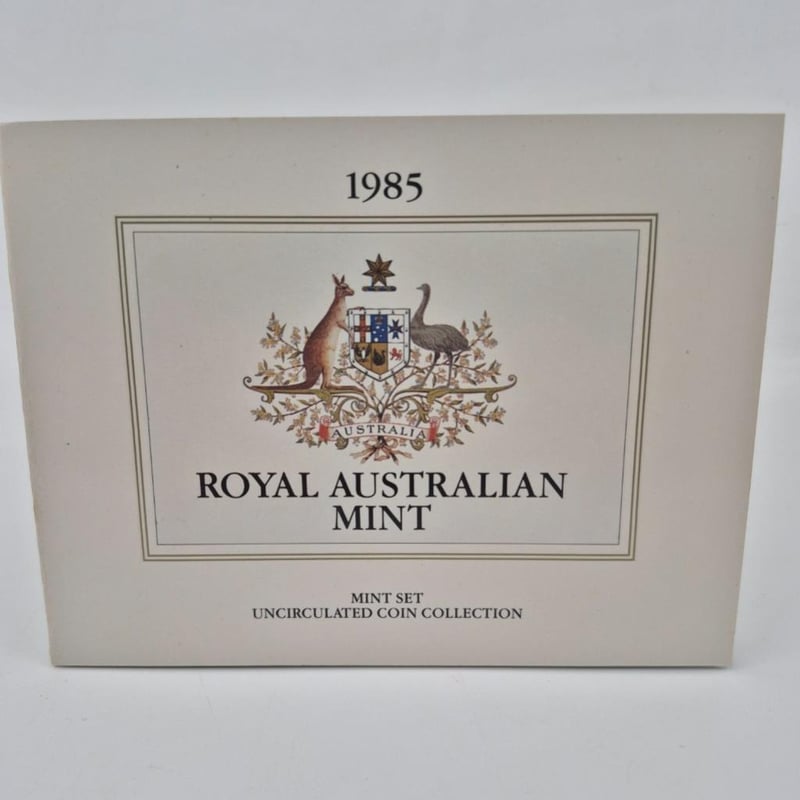 1985
AUSTRALIA
ROYAL AUSTRALIAN
MINT
MINT SET
UNCIRCULATED COIN COLLECTION